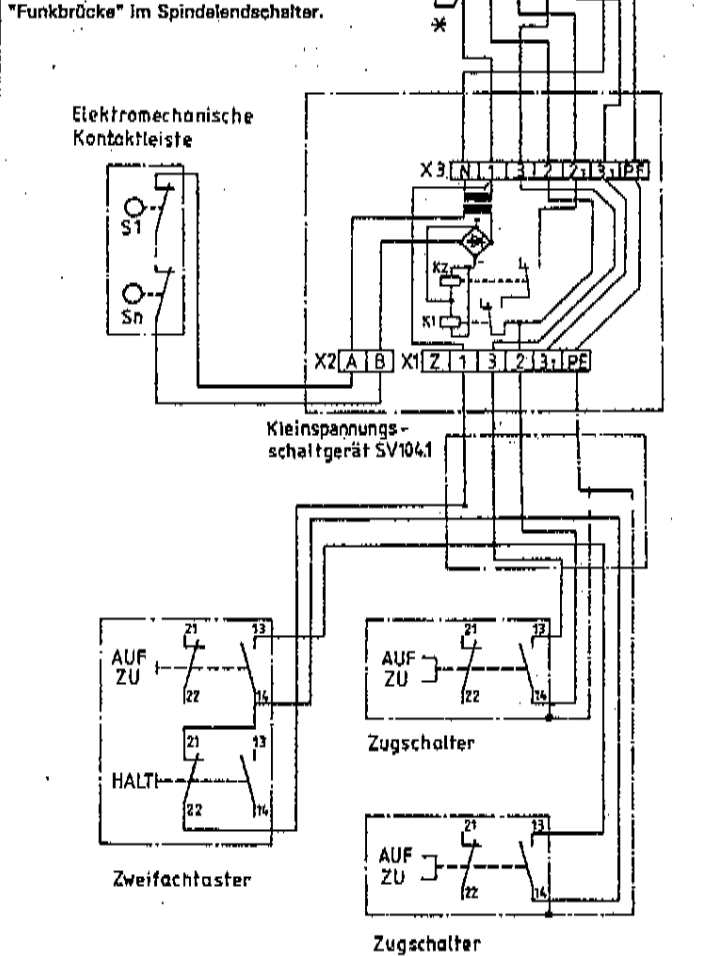 "Funkbrücke" im Spindelendschalter.
*
Elektromechanische
Kontaktleiste
S1
Sn
X3 N 1 3 2 2₁ 3₁ PE
K2
K1
X2 A B
X1 Z 1 3 2 3₁ PE
Kleinspannungs-
schaltgerät SV104.1
21 13
AUF
ZU
22 14
21 13
HALT
22 14
Zweifachtaster
21 13
AUF
ZU
22 14
Zugschalter
21 13
AUF
ZU
22 14
Zugschalter